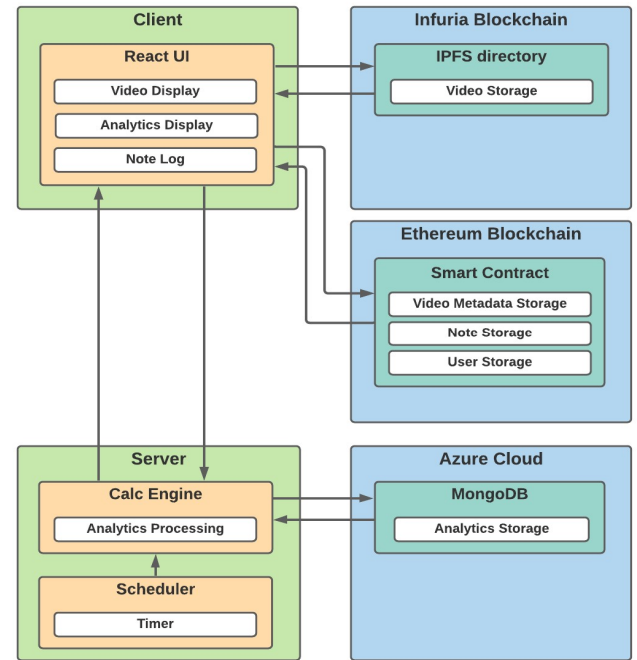 Client
React UI
Video Display
Analytics Display
Note Log
Infuria Blockchain
IPFS directory
Video Storage
Ethereum Blockchain
Smart Contract
Video Metadata Storage
Note Storage
User Storage
Server
Calc Engine
Analytics Processing
Scheduler
Timer
Azure Cloud
MongoDB
Analytics Storage